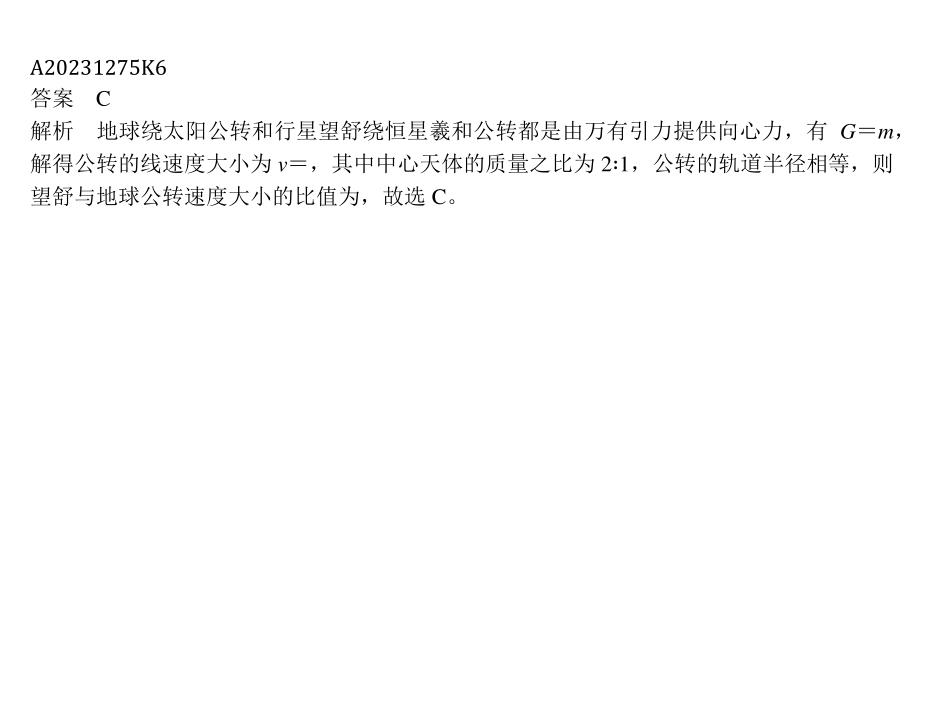 A20231275K6
答案　C
解析　地球绕太阳公转和行星望舒绕恒星羲和公转都是由万有引力提供向心力，有 G＝m，
解得公转的线速度大小为 v＝，其中中心天体的质量之比为 2∶1，公转的轨道半径相等，则
望舒与地球公转速度大小的比值为，故选 C。